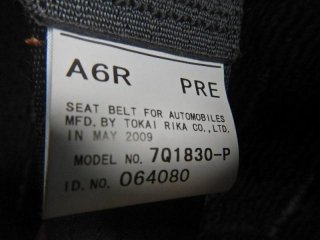 A6R PRE
SEAT BELT FOR AUTOMOBILES
MFD. BY TOKAI RIKA CO., LTD.
IN MAY 2009
MODEL NO. 7Q1830-P
ID. NO. 064080